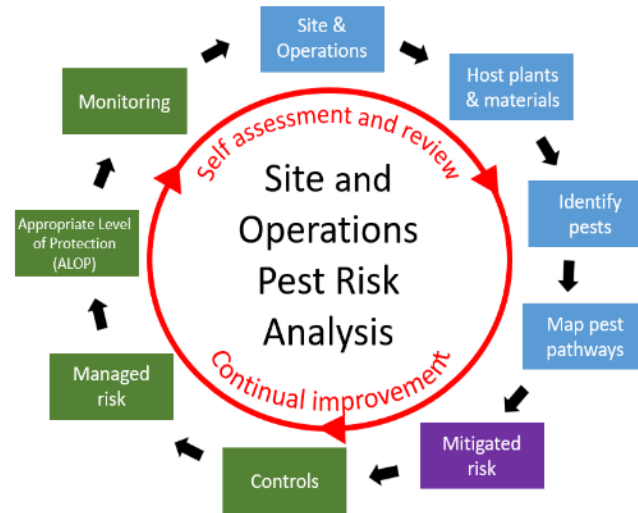 Site &
Operations
Host plants
& materials
Identify
pests
Map pest
pathways
Mitigated
risk
Controls
Managed
risk
Appropriate Level
of Protection
(ALOP)
Monitoring
Self assessment and review
Site and
Operations
Pest Risk
Analysis
Continual improvement